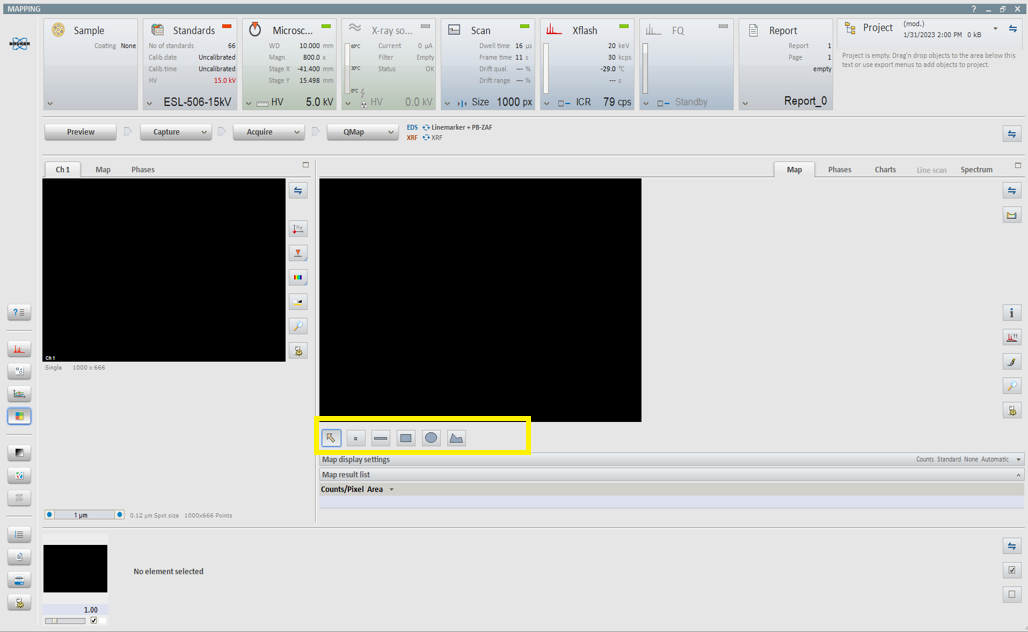 MAPPING
BRUKER
Sample
Coating None
Standards
No of standards 66
Calib.date Uncalibrated
Calib.time Uncalibrated
HV 15.0 kV
ESL-506-15kV
Microsc...
WD 10.000 mm
Magn. 800.0 x
Stage X -41.400 mm
Stage Y 15.498 mm
HV 5.0 kV
X-ray so...
60°C
30°C
0°C
Current 0 µA
Filter Empty
Status OK
HV 0.0 kV
Scan
Dwell time 16 µs
Frame time 11 s
Drift qual. --- %
Drift range --- %
Size 1000 px
Xflash
20 keV
30 kcps
-29.0 °C
--- s
ICR 79 cps
FQ
Standby
Report
Report 1
Page 1
empty
Report_0
Project
(mod.)
1/31/2023 2:00 PM 0 kB
Project is empty. Drag'n drop objects to the area below this
text or use export menus to add objects to project.
Preview
Capture
Acquire
QMap
EDS Linemarker + PB-ZAF
XRF XRF
Ch 1
Map
Phases
Ch 1
Single 1000 x 666
1 µm
0.12 µm Spot size 1000x666 Points
Map
Phases
Charts
Line scan
Spectrum
Map display settings
Counts Standard None Automatic
Map result list
Counts/Pixel Area
No element selected
1.00